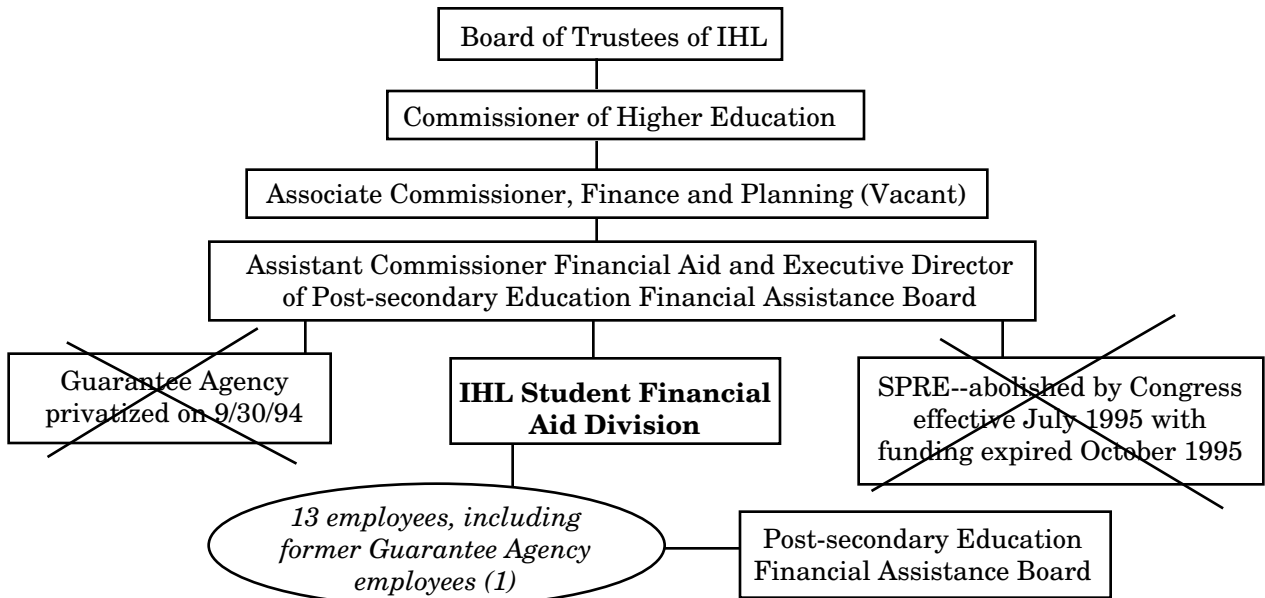 Board of Trustees of IHL
Commissioner of Higher Education
Associate Commissioner, Finance and Planning (Vacant)
Assistant Commissioner Financial Aid and Executive Director
of Post-secondary Education Financial Assistance Board
Guarantee Agency
privatized on 9/30/94
IHL Student Financial
Aid Division
SPRE--abolished by Congress
effective July 1995 with
funding expired October 1995
13 employees, including
former Guarantee Agency
employees (1)
Post-secondary Education
Financial Assistance Board